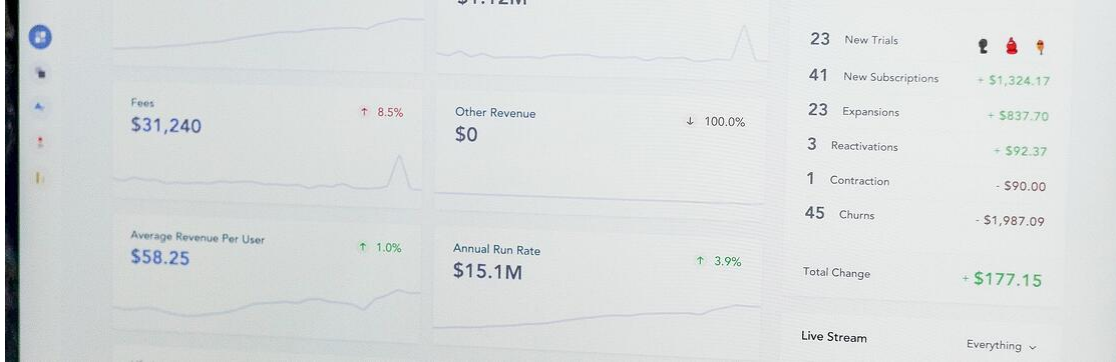 $1.12M
Fees
↑ 8.5%
$31,240
Other Revenue
↓ 100.0%
$0
Average Revenue Per User
↑ 1.0%
$58.25
Annual Run Rate
↑ 3.9%
$15.1M
23 New Trials
41 New Subscriptions + $1,324.17
23 Expansions + $837.70
3 Reactivations + $92.37
1 Contraction - $90.00
45 Churns - $1,987.09
Total Change + $177.15
Live Stream Everything